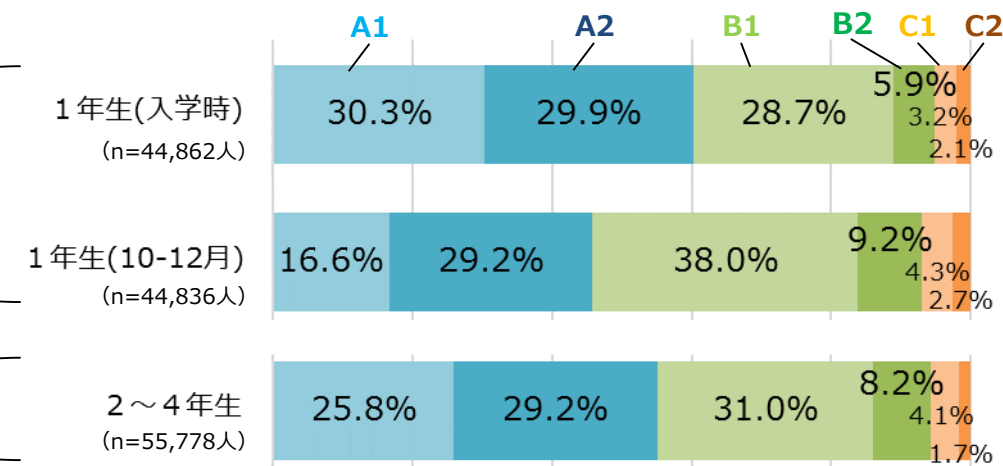 A1 A2 B1 B2 C1 C2
1年生(入学時)
(n=44,862人)
30.3% 29.9% 28.7% 5.9% 3.2% 2.1%
1年生(10-12月)
(n=44,836人)
16.6% 29.2% 38.0% 9.2% 4.3% 2.7%
2～4年生
(n=55,778人)
25.8% 29.2% 31.0% 8.2% 4.1% 1.7%